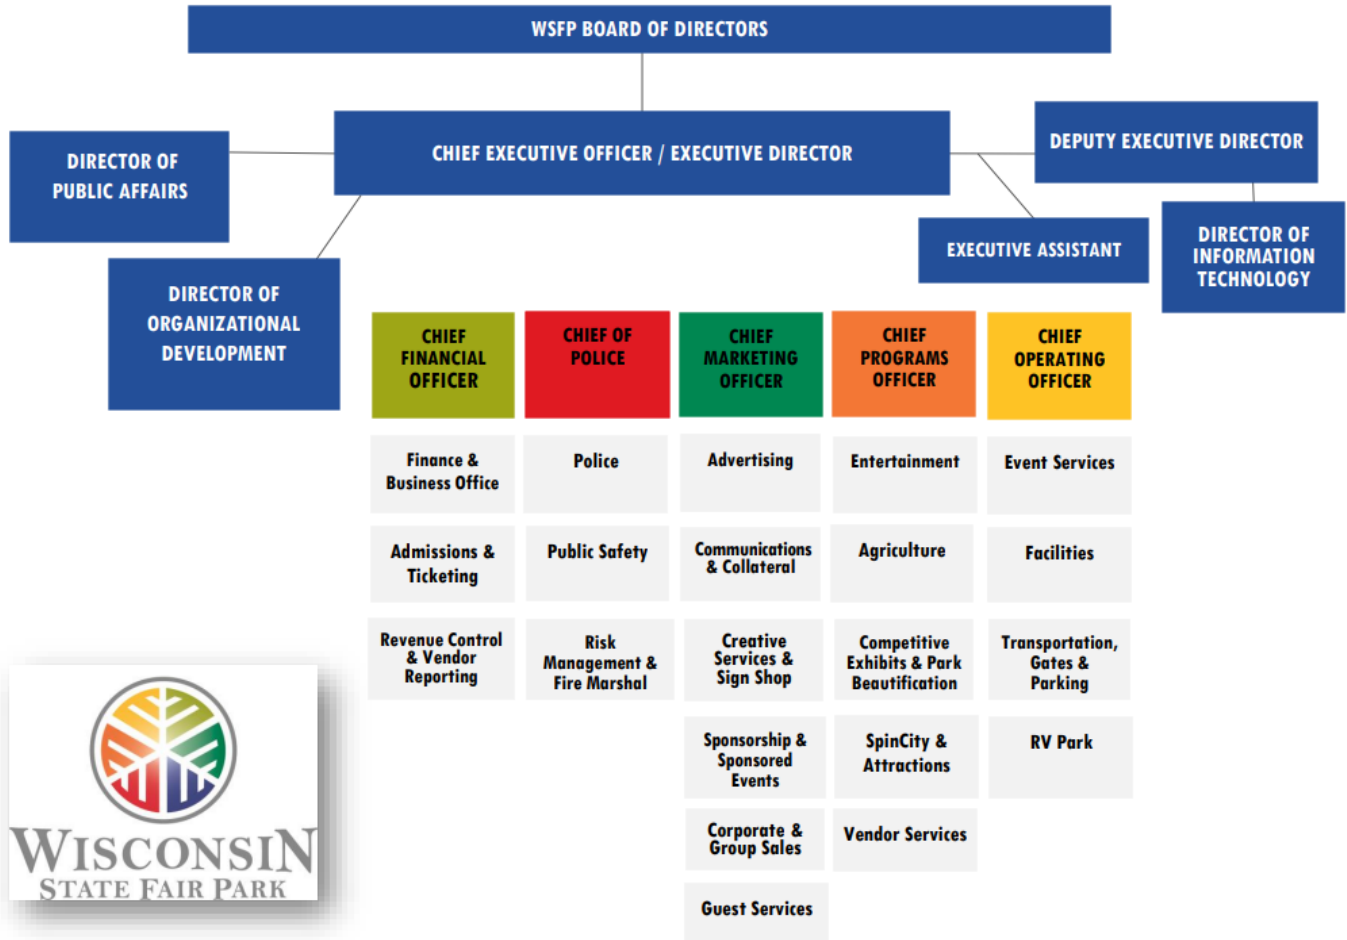 WSFP BOARD OF DIRECTORS
CHIEF EXECUTIVE OFFICER / EXECUTIVE DIRECTOR
DIRECTOR OF
PUBLIC AFFAIRS
DIRECTOR OF
ORGANIZATIONAL
DEVELOPMENT
DEPUTY EXECUTIVE DIRECTOR
EXECUTIVE ASSISTANT
DIRECTOR OF
INFORMATION
TECHNOLOGY
CHIEF
FINANCIAL
OFFICER
Finance &
Business Office
Admissions &
Ticketing
Revenue Control
& Vendor
Reporting
CHIEF OF
POLICE
Police
Public Safety
Risk
Management &
Fire Marshal
CHIEF
MARKETING
OFFICER
Advertising
Communications
& Collateral
Creative
Services &
Sign Shop
Sponsorship &
Sponsored
Events
Corporate &
Group Sales
Guest Services
CHIEF
PROGRAMS
OFFICER
Entertainment
Agriculture
Competitive
Exhibits & Park
Beautification
SpinCity &
Attractions
Vendor Services
CHIEF
OPERATING
OFFICER
Event Services
Facilities
Transportation,
Gates &
Parking
RV Park
WISCONSIN
STATE FAIR PARK